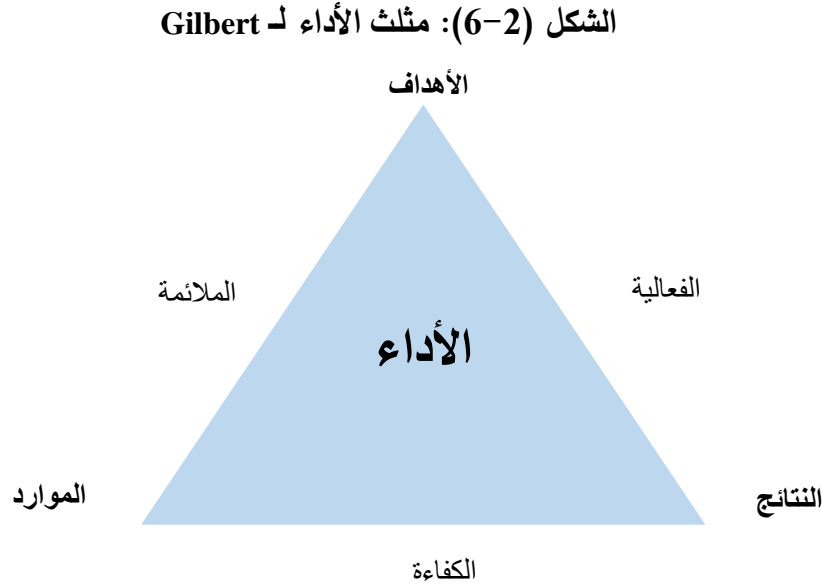 الشكل (2-6): مثلث الأداء لـ Gilbert
الأهداف
الفعالية
الملائمة
الأداء
النتائج
الموارد
الكفاءة